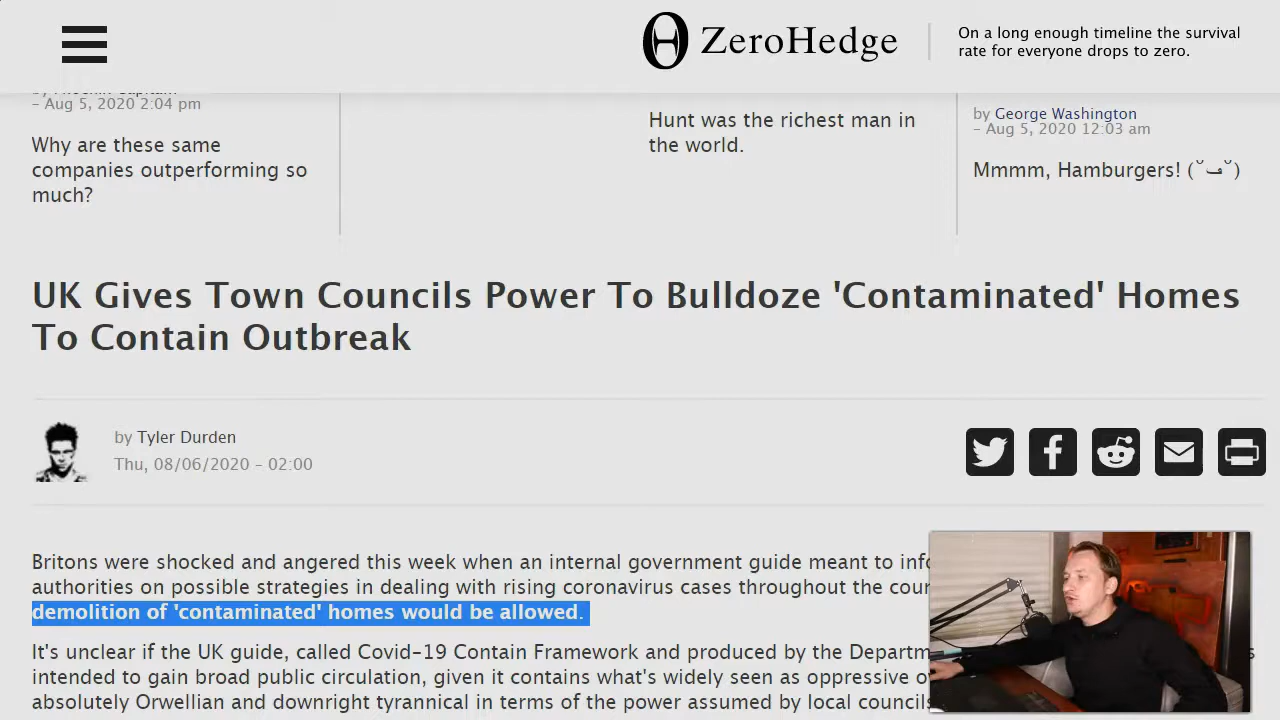 ZeroHedge
On a long enough timeline the survival
rate for everyone drops to zero.
– Aug 5, 2020 2:04 pm
Why are these same
companies outperforming so
much?
Hunt was the richest man in
the world.
by George Washington
– Aug 5, 2020 12:03 am
Mmmm, Hamburgers! (˘ڡ˘)
UK Gives Town Councils Power To Bulldoze 'Contaminated' Homes
To Contain Outbreak
by Tyler Durden
Thu, 08/06/2020 - 02:00
Britons were shocked and angered this week when an internal government guide meant to
authorities on possible strategies in dealing with rising coronavirus cases throughout the
demolition of 'contaminated' homes would be allowed.
It's unclear if the UK guide, called Covid-19 Contain Framework and produced by the
intended to gain broad public circulation, given it contains what's widely seen as oppressive
absolutely Orwellian and downright tyrannical in terms of the power assumed by local councils